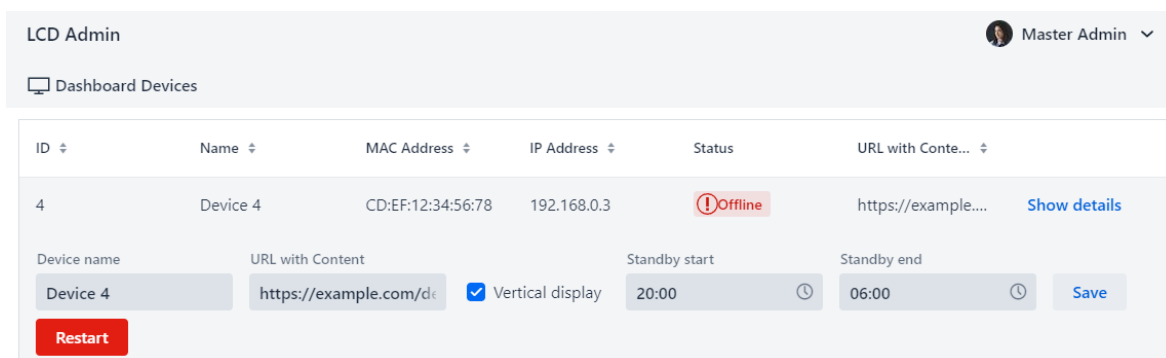 LCD Admin Master Admin
Dashboard Devices
ID Name MAC Address IP Address Status URL with Conte...
4 Device 4 CD:EF:12:34:56:78 192.168.0.3 Offline https://example.... Show details
Device name URL with Content Standby start Standby end
Device 4 https://example.com/de Vertical display 20:00 06:00 Save
Restart